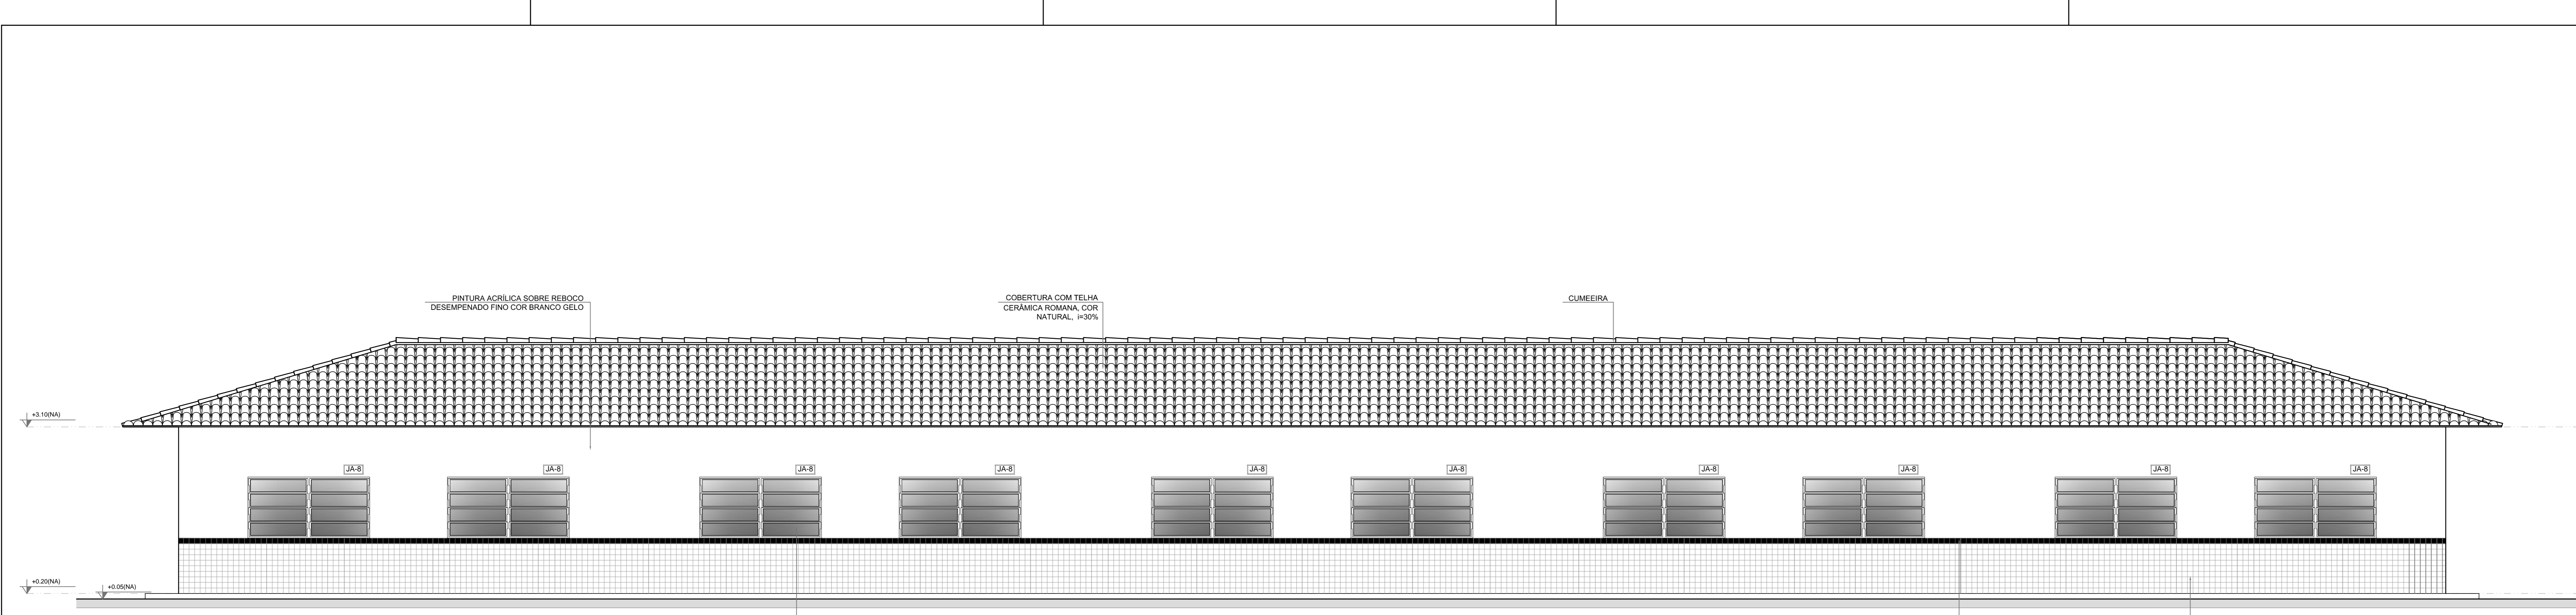 PINTURA ACRÍLICA SOBRE REBOCO
DESEMPENADO FINO COR BRANCO GELO
COBERTURA COM TELHA
CERÂMICA ROMANA, COR
NATURAL, i=30%
CUMEEIRA
+3.10(NA)
JA-8
JA-8
JA-8
JA-8
JA-8
JA-8
JA-8
JA-8
JA-8
JA-8
+0.20(NA)
+0.05(NA)